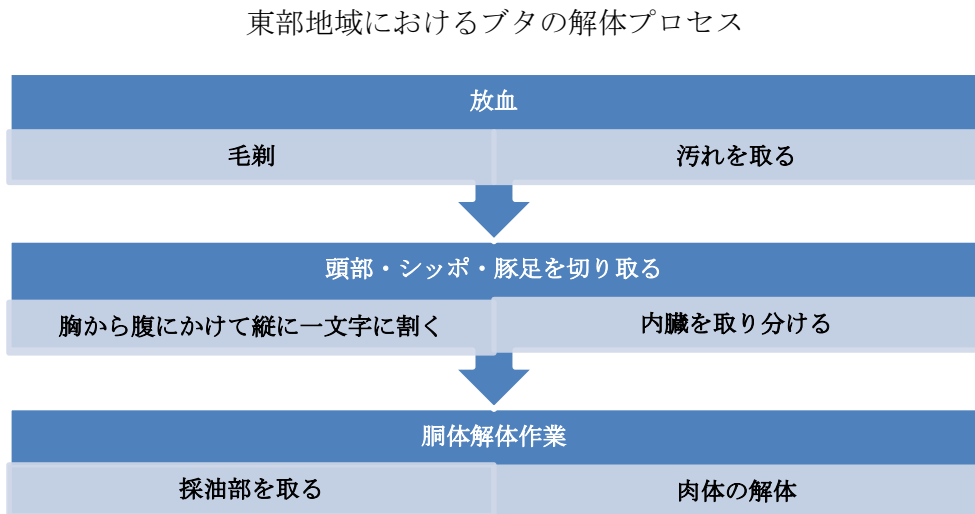 東部地域におけるブタの解体プロセス
放血
毛剃
汚れを取る
頭部・シッポ・豚足を切り取る
胸から腹にかけて縦に一文字に割く
内臓を取り分ける
胴体解体作業
採油部を取る
肉体の解体